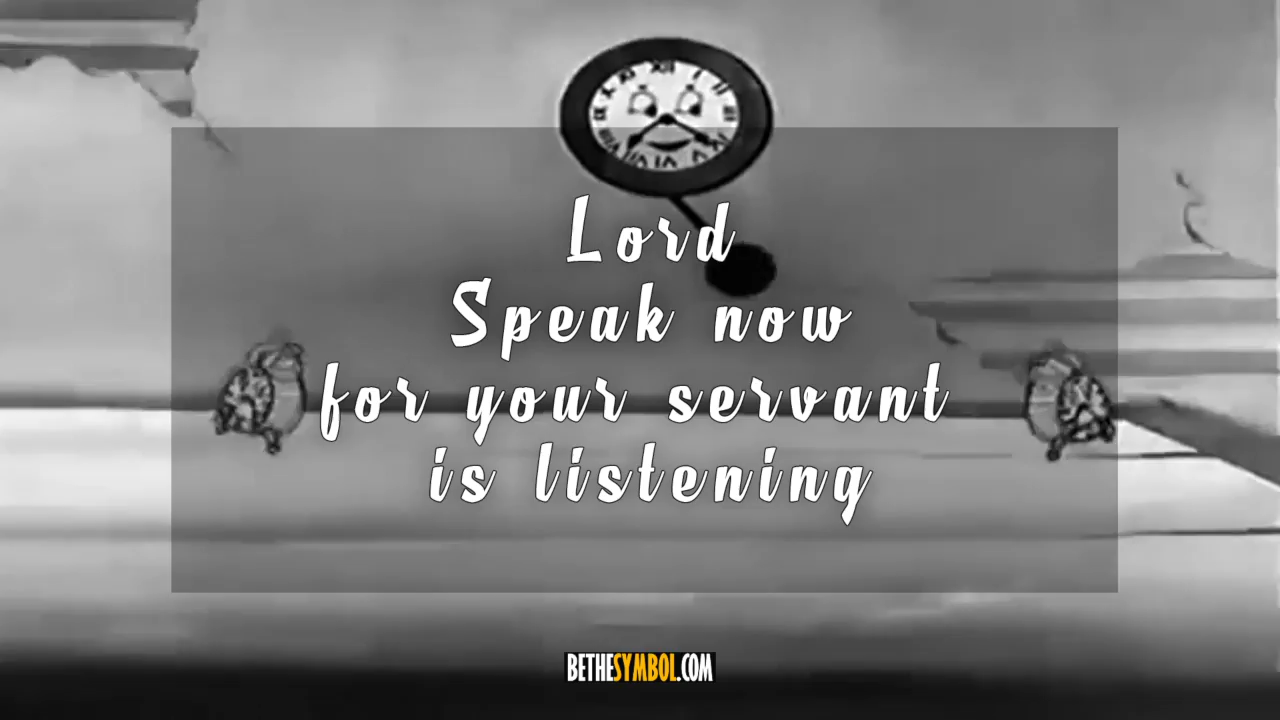 Lord
Speak now
for your servant
is listening
BETHESYMBOL.COM